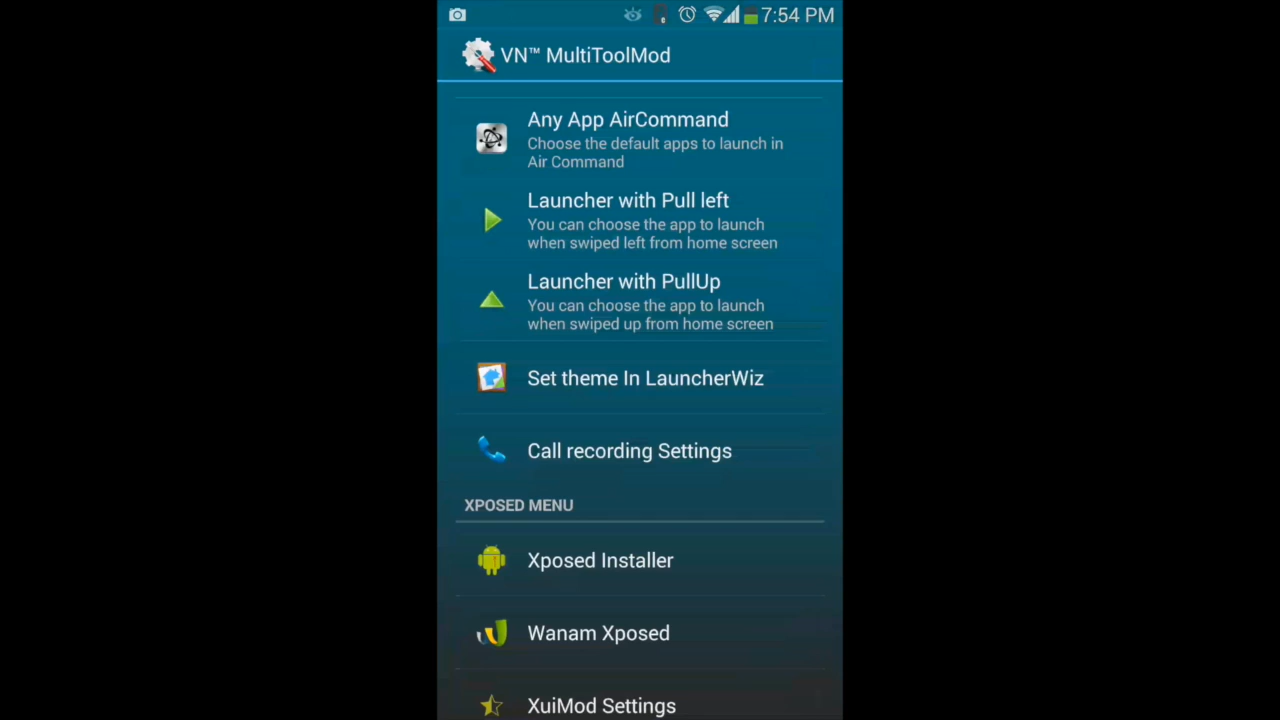 7:54 PM
VN™ MultiToolMod
Any App AirCommand
Choose the default apps to launch in
Air Command
Launcher with Pull left
You can choose the app to launch
when swiped left from home screen
Launcher with PullUp
You can choose the app to launch
when swiped up from home screen
Set theme In LauncherWiz
Call recording Settings
XPOSED MENU
Xposed Installer
Wanam Xposed
XuiMod Settings